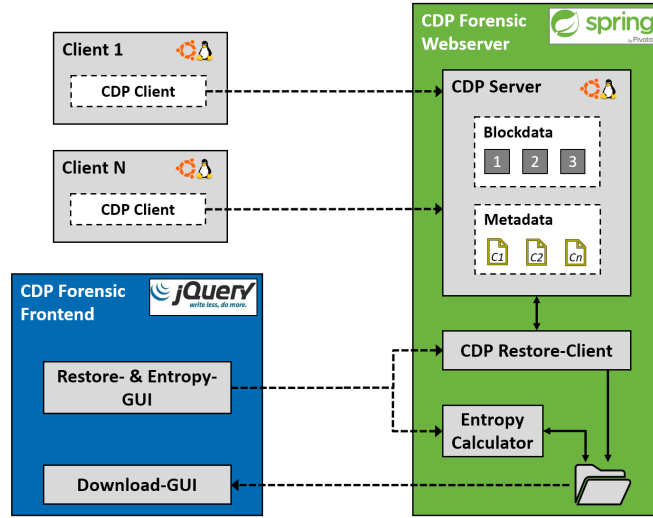 Client 1
CDP Client
Client N
CDP Client
CDP Forensic
Webserver
spring
by Pivota
CDP Server
Blockdata
1 2 3
Metadata
C1 C2 Cn
CDP Forensic
Frontend
jQuery
write less, do more.
Restore- & Entropy-
GUI
Download-GUI
CDP Restore-Client
Entropy
Calculator